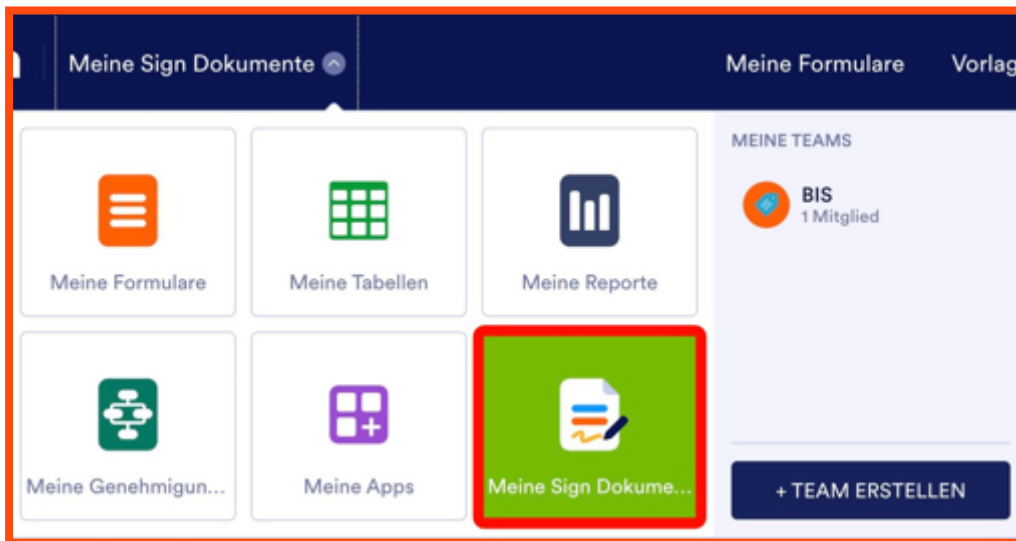 Meine Sign Dokumente
Meine Formulare
Vorlag
MEINE TEAMS
BIS
1 Mitglied
Meine Formulare
Meine Tabellen
Meine Reporte
Meine Genehmigun...
Meine Apps
Meine Sign Dokume...
+ TEAM ERSTELLEN